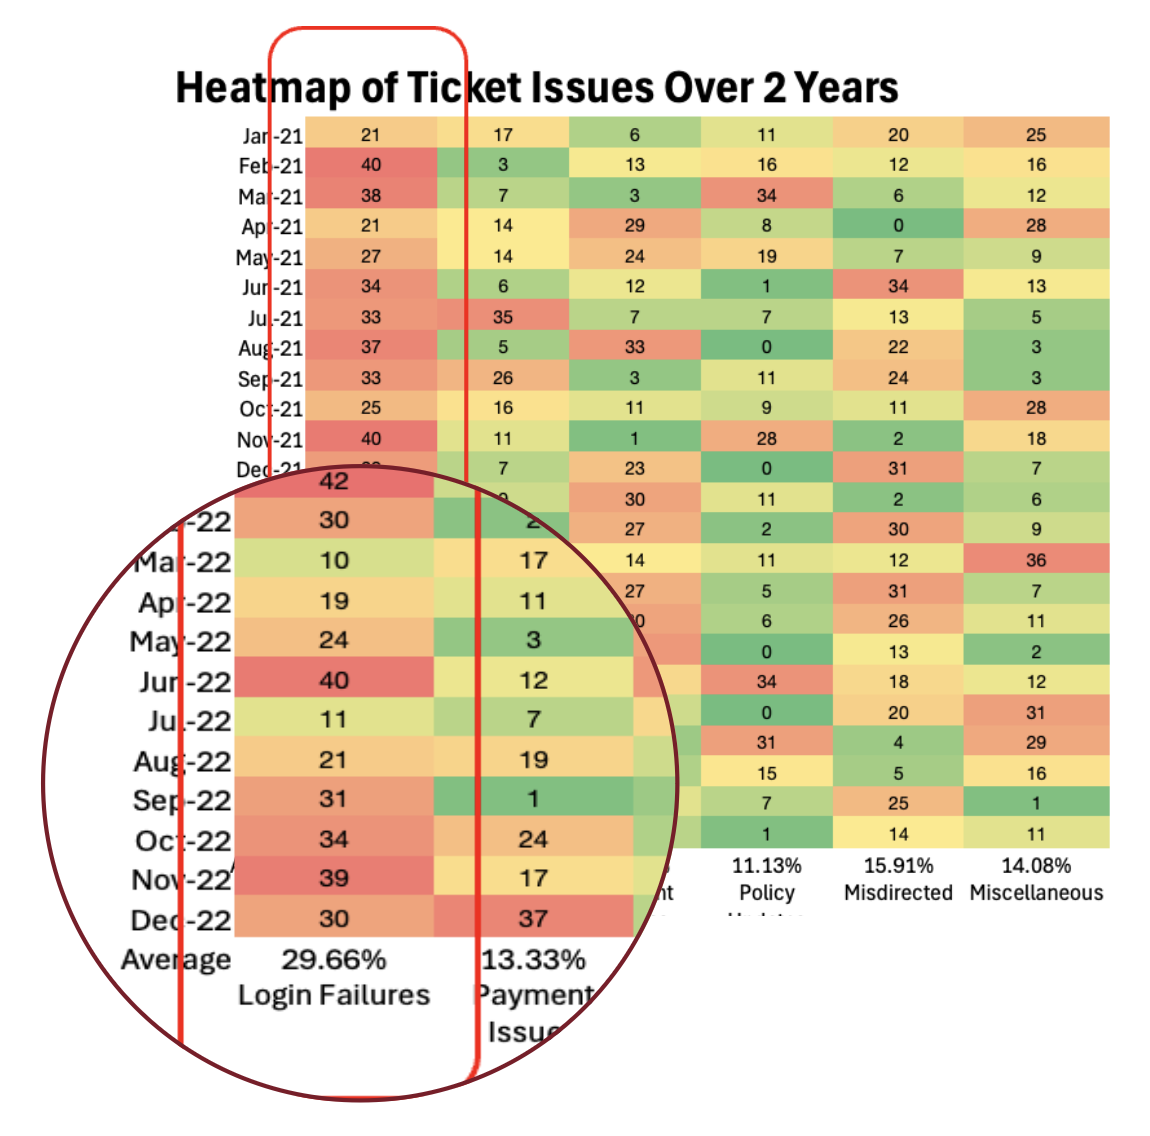 Heatmap of Ticket Issues Over 2 Years
Jan-21 21 17 6 11 20 25
Feb-21 40 3 13 16 12 16
Mar-21 38 7 3 34 6 12
Apr-21 21 14 29 8 0 28
May-21 27 14 24 19 7 9
Jun-21 34 6 12 1 34 13
Jul-21 33 35 7 7 13 5
Aug-21 37 5 33 0 22 3
Sep-21 33 26 3 11 24 3
Oct-21 25 16 11 9 11 28
Nov-21 40 11 1 28 2 18
Dec-21 7 23 0 31 7
42 30 11 2 6
-22 30 2 27 2 30 9
Mar-22 10 17 14 11 12 36
Apr-22 19 11 27 5 31 7
May-22 24 3 6 26 11
Jun-22 40 12 0 13 2
Jul-22 11 7 34 18 12
Aug-22 21 19 0 20 31
Sep-22 31 1 31 4 29
Oct-22 34 24 15 5 16
Nov-22 39 17 7 25 1
Dec-22 30 37 1 14 11
Average 29.66% 13.33% 11.13% 15.91% 14.08%
Login Failures Payment Policy Misdirected Miscellaneous